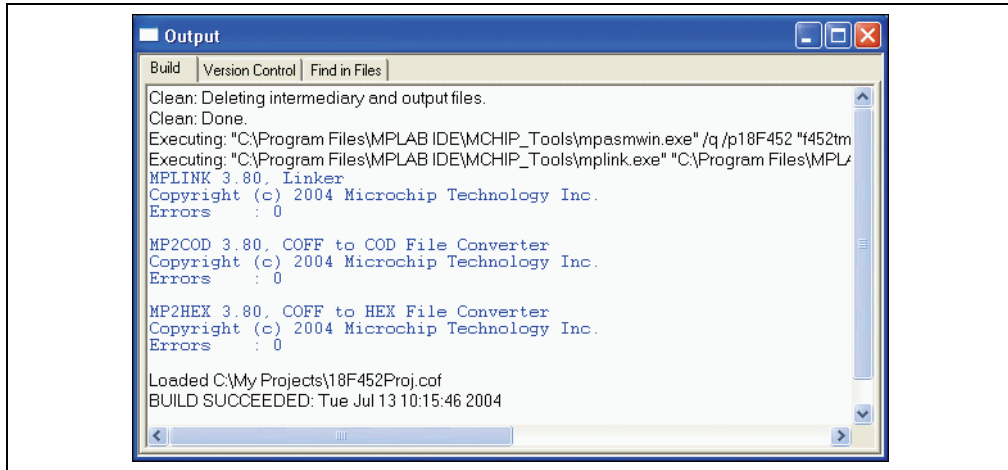 Output
Build Version Control Find in Files
Clean: Deleting intermediary and output files.
Clean: Done.
Executing: "C:\Program Files\MPLAB IDE\MCHIP_Tools\mpasmwin.exe" /q /p18F452 "f452tm
Executing: "C:\Program Files\MPLAB IDE\MCHIP_Tools\mplink.exe" "C:\Program Files\MPL
MPLINK 3.80, Linker
Copyright (c) 2004 Microchip Technology Inc.
Errors    : 0
MP2COD 3.80, COFF to COD File Converter
Copyright (c) 2004 Microchip Technology Inc.
Errors    : 0
MP2HEX 3.80, COFF to HEX File Converter
Copyright (c) 2004 Microchip Technology Inc.
Errors    : 0
Loaded C:\My Projects\18F452Proj.cof
BUILD SUCCEEDED: Tue Jul 13 10:15:46 2004